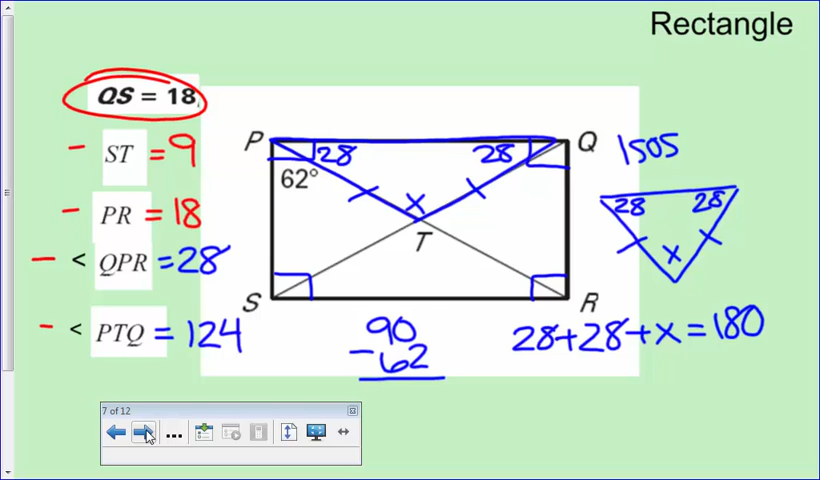 Rectangle
QS = 18
- ST = 9
- PR = 18
- < QPR = 28
- < PTQ = 124
P
Q
28
28
62°
x
T
S
R
90
- 62
1505
28
28
x
28+28+x=180
7 of 12
...